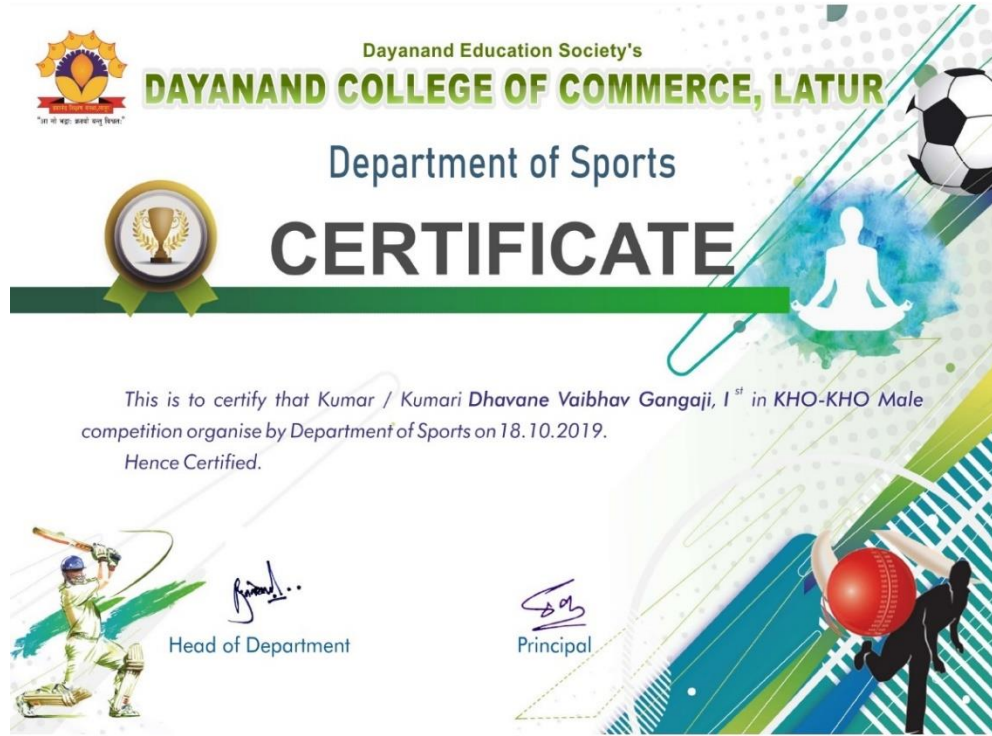 Dayanand Education Society's
DAYANAND COLLEGE OF COMMERCE, LATUR
Department of Sports
CERTIFICATE
This is to certify that Kumar / Kumari Dhavane Vaibhav Gangaji, I st in KHO-KHO Male
competition organise by Department of Sports on 18.10.2019.
Hence Certified.
Head of Department
Principal